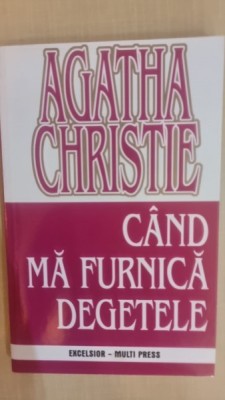 AGATHA
CHRISTIE
CÂND
MĂ FURNICĂ
DEGETELE
EXCELSIOR - MULTI PRESS